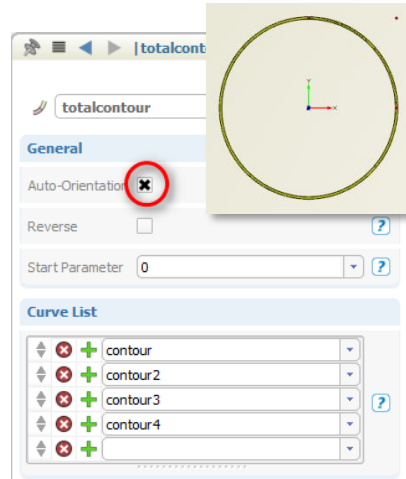 |totalcont
totalcontour
General
Auto-Orientation
Reverse
?
Start Parameter 0 ?
Curve List
contour
contour2
contour3 ?
contour4
Y
X